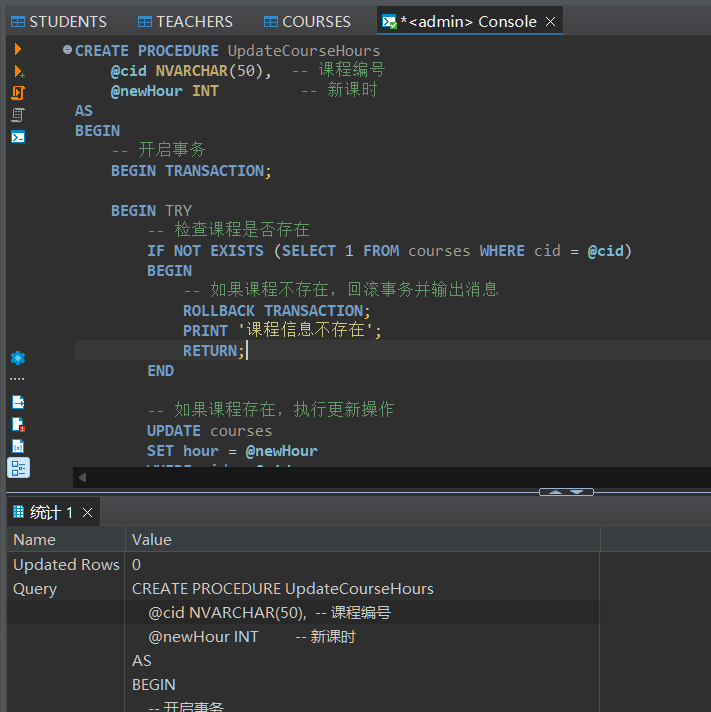 STUDENTS TEACHERS COURSES *<admin> Console
CREATE PROCEDURE UpdateCourseHours
@cid NVARCHAR(50), -- 课程编号
@newHour INT -- 新课时
AS
BEGIN
-- 开启事务
BEGIN TRANSACTION;
BEGIN TRY
-- 检查课程是否存在
IF NOT EXISTS (SELECT 1 FROM courses WHERE cid = @cid)
BEGIN
-- 如果课程不存在，回滚事务并输出消息
ROLLBACK TRANSACTION;
PRINT '课程信息不存在';
RETURN;
END
-- 如果课程存在，执行更新操作
UPDATE courses
SET hour = @newHour
统计 1
Name Value
Updated Rows 0
Query CREATE PROCEDURE UpdateCourseHours
@cid NVARCHAR(50), -- 课程编号
@newHour INT -- 新课时
AS
BEGIN
-- 开启事务